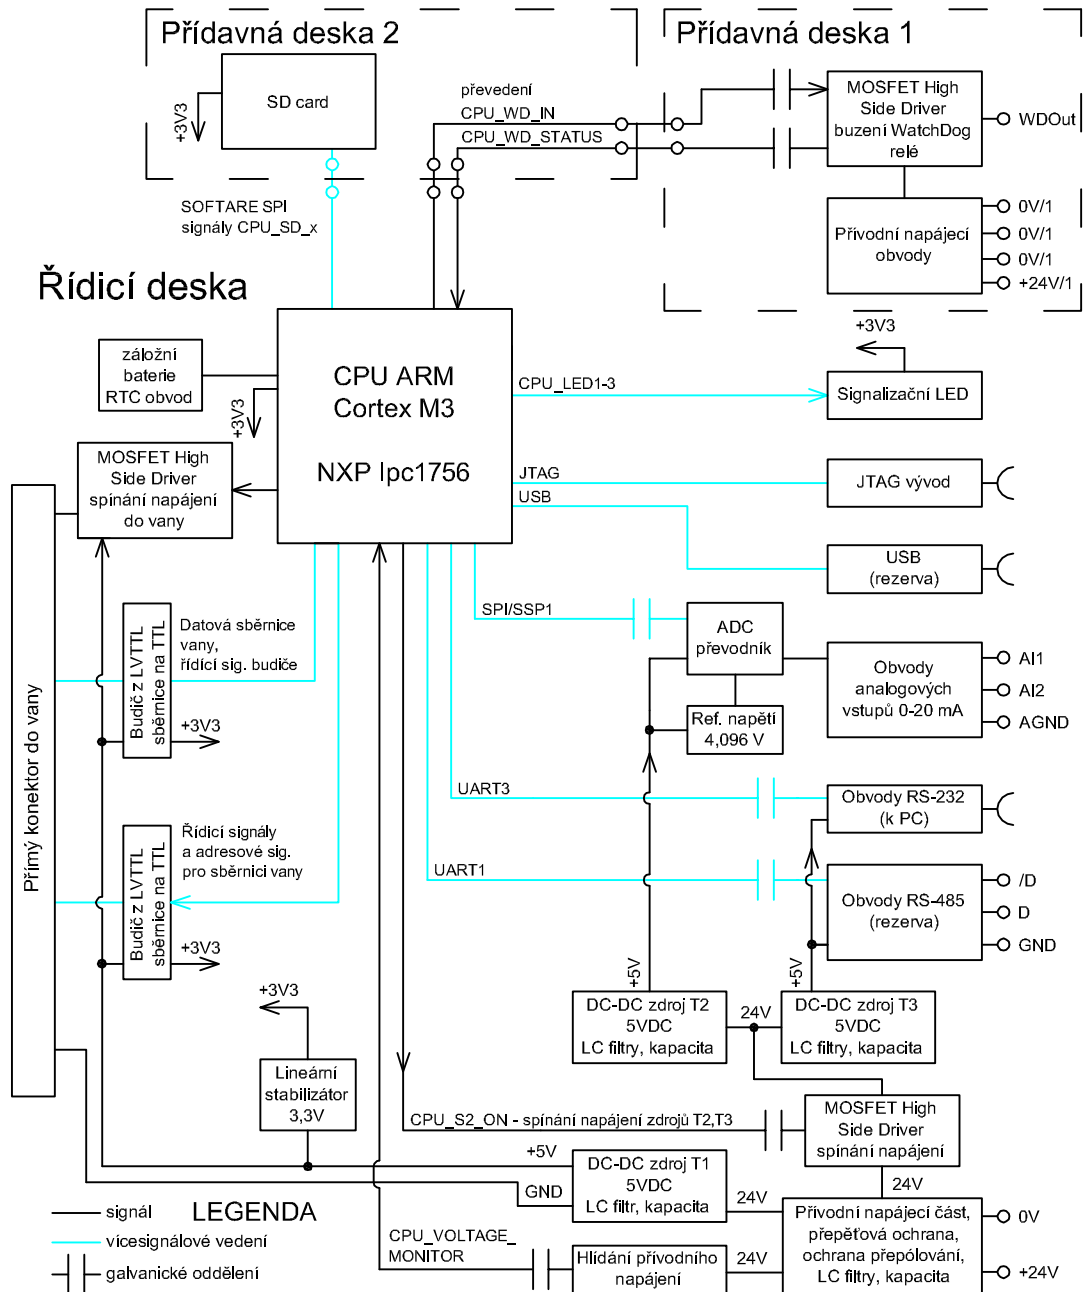 Přídavná deska 2
Přídavná deska 1
SD card
+3V3
převedení
CPU_WD_IN
CPU_WD_STATUS
MOSFET High
Side Driver
buzení WatchDog
relé
WDOut
SOFTARE SPI
signály CPU_SD_x
Přívodní napájecí
obvody
0V/1
0V/1
0V/1
+24V/1
Řídicí deska
záložní
baterie
RTC obvod
+3V3
CPU ARM
Cortex M3
NXP lpc1756
CPU_LED1-3
+3V3
Signalizační LED
MOSFET High
Side Driver
spínání napájení
do vany
JTAG
USB
JTAG vývod
USB
(rezerva)
SPI/SSP1
ADC
převodník
Ref. napětí
4,096 V
Obvody
analogových
vstupů 0-20 mA
AI1
AI2
AGND
Přímý konektor do vany
Budič z LVTTL
sběrnice na TTL
Datová sběrnice
vany,
řídící sig. budiče
+3V3
UART3
Obvody RS-232
(k PC)
Budič z LVTTL
sběrnice na TTL
Řídicí signály
a adresové sig.
pro sběrnici vany
+3V3
UART1
Obvody RS-485
(rezerva)
/D
D
GND
+5V
+5V
DC-DC zdroj T2
5VDC
LC filtry, kapacita
24V
DC-DC zdroj T3
5VDC
LC filtry, kapacita
+3V3
Lineární
stabilizátor
3,3V
CPU_S2_ON - spínání napájení zdrojů T2,T3
MOSFET High
Side Driver
spínání napájení
+5V
GND
DC-DC zdroj T1
5VDC
LC filtr, kapacita
24V
24V
Přívodní napájecí část,
přepěťová ochrana,
ochrana přepólování,
LC filtry, kapacita
0V
+24V
CPU_VOLTAGE_
MONITOR
Hlídání přívodního
napájení
24V
LEGENDA
signál
vícesignálové vedení
galvanické oddělení